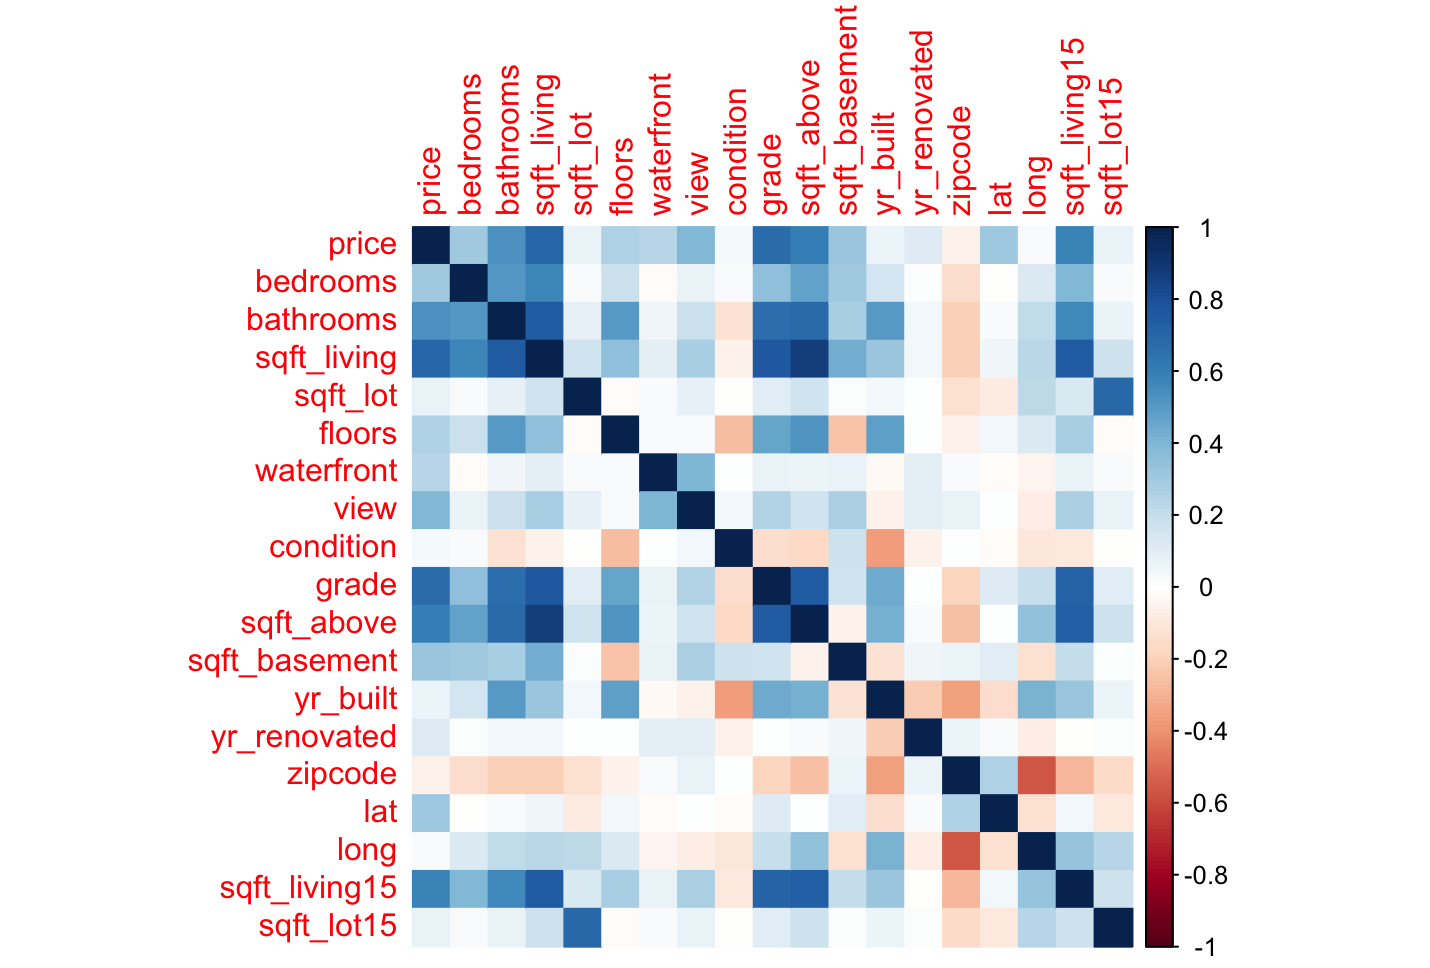 price
bedrooms
bathrooms
sqft_living
sqft_lot
floors
waterfront
view
condition
grade
sqft_above
sqft_basement
yr_built
yr_renovated
zipcode
lat
long
sqft_living15
sqft_lot15
price
bedrooms
bathrooms
sqft_living
sqft_lot
floors
waterfront
view
condition
grade
sqft_above
sqft_basement
yr_built
yr_renovated
zipcode
lat
long
sqft_living15
sqft_lot15
1
0.8
0.6
0.4
0.2
0
-0.2
-0.4
-0.6
-0.8
-1